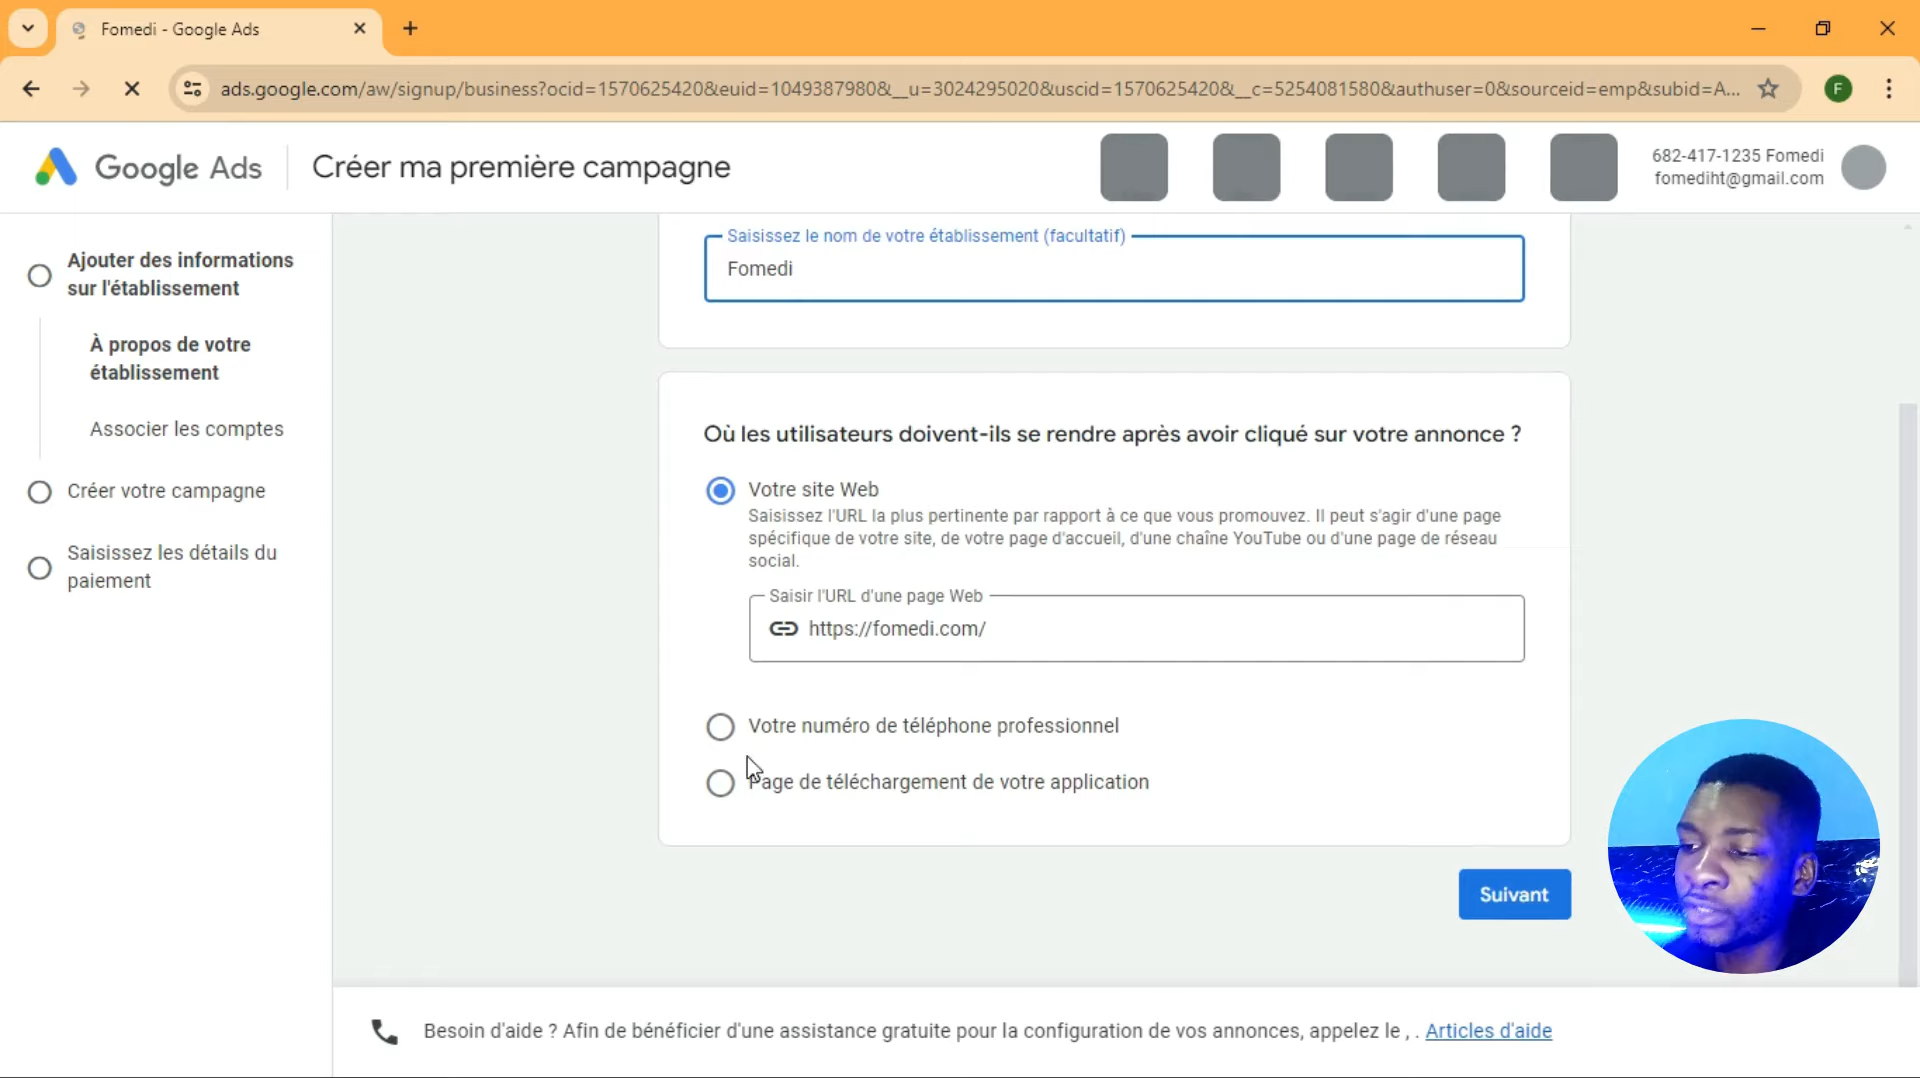 Fomedi - Google Ads
ads.google.com/aw/signup/business?ocid=1570625420&euid=1049387980&__u=3024295020&uscid=1570625420&__c=5254081580&authuser=0&sourceid=emp&subid=A...
F
Google Ads
Créer ma première campagne
682-417-1235 Fomedi
fomediht@gmail.com
Ajouter des informations
sur l'établissement
À propos de votre
établissement
Associer les comptes
Créer votre campagne
Saisissez les détails du
paiement
Saisissez le nom de votre établissement (facultatif)
Fomedi
Où les utilisateurs doivent-ils se rendre après avoir cliqué sur votre annonce ?
Votre site Web
Saisissez l'URL la plus pertinente par rapport à ce que vous promouvez. Il peut s'agir d'une page
spécifique de votre site, de votre page d'accueil, d'une chaîne YouTube ou d'une page de réseau
social.
Saisir l'URL d'une page Web
https://fomedi.com/
Votre numéro de téléphone professionnel
Page de téléchargement de votre application
Suivant
Besoin d'aide ? Afin de bénéficier d'une assistance gratuite pour la configuration de vos annonces, appelez le , . Articles d'aide